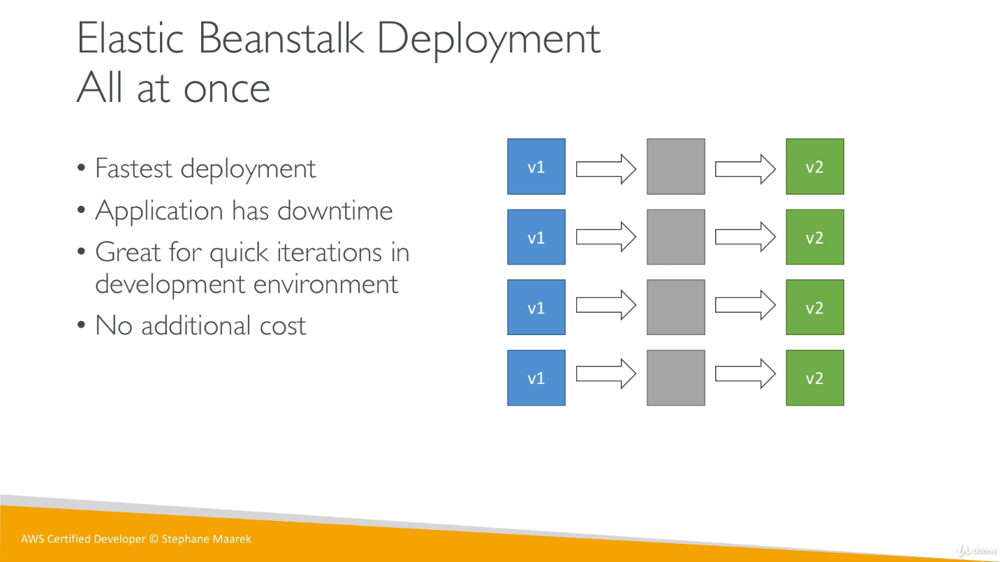 Elastic Beanstalk Deployment
All at once
• Fastest deployment
• Application has downtime
• Great for quick iterations in
development environment
• No additional cost
v1
v2
v1
v2
v1
v2
v1
v2
AWS Certified Developer © Stephane Maarek
Udemy